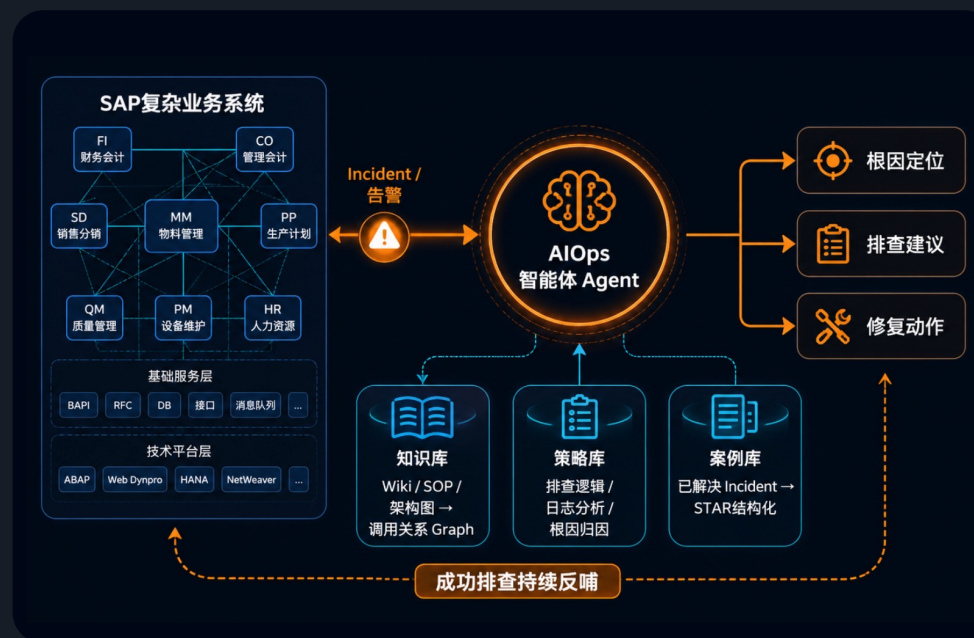 SAP复杂业务系统
FI
财务会计
CO
管理会计
SD
销售分销
MM
物料管理
PP
生产计划
QM
质量管理
PM
设备维护
HR
人力资源
基础服务层
BAPI
RFC
DB
接口
消息队列
...
技术平台层
ABAP
Web Dynpro
HANA
NetWeaver
...
Incident /
告警
AIOps
智能体 Agent
根因定位
排查建议
修复动作
知识库
Wiki / SOP /
架构图 →
调用关系 Graph
策略库
排查逻辑 /
日志分析 /
根因归因
案例库
已解决 Incident →
STAR结构化
成功排查持续反哺